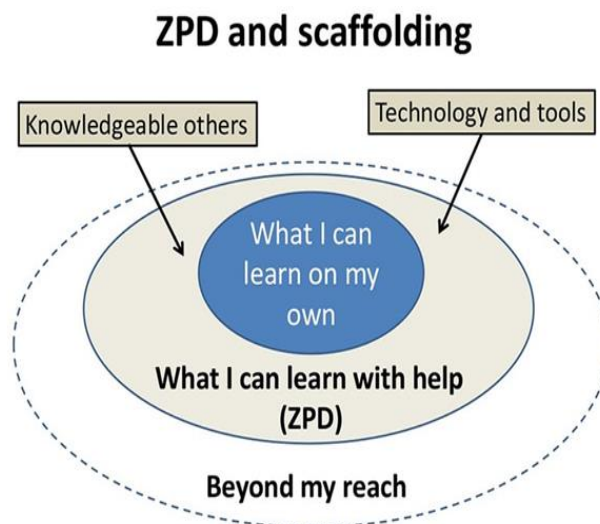 ZPD and scaffolding
Knowledgeable others
Technology and tools
What I can
learn on my
own
What I can learn with help
(ZPD)
Beyond my reach